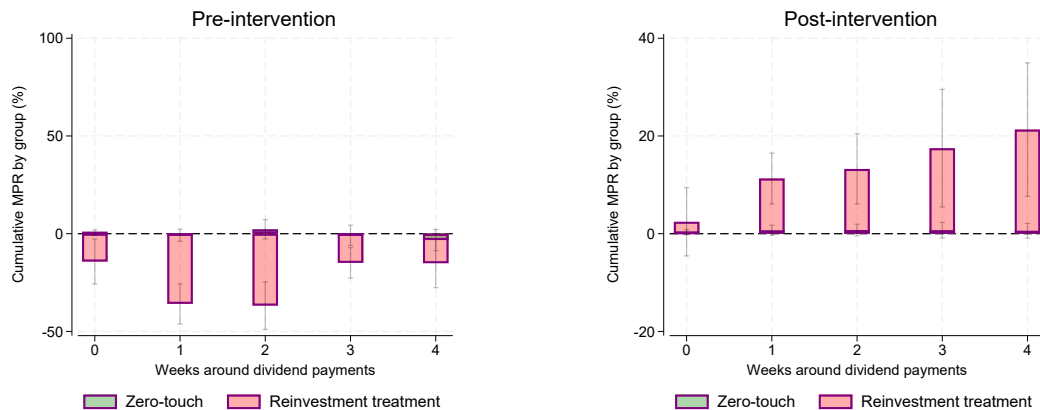 Pre-intervention
Cumulative MPR by group (%)
100
50
0
-50
0 1 2 3 4
Weeks around dividend payments
Zero-touch Reinvestment treatment
Post-intervention
Cumulative MPR by group (%)
40
20
0
-20
0 1 2 3 4
Weeks around dividend payments
Zero-touch Reinvestment treatment